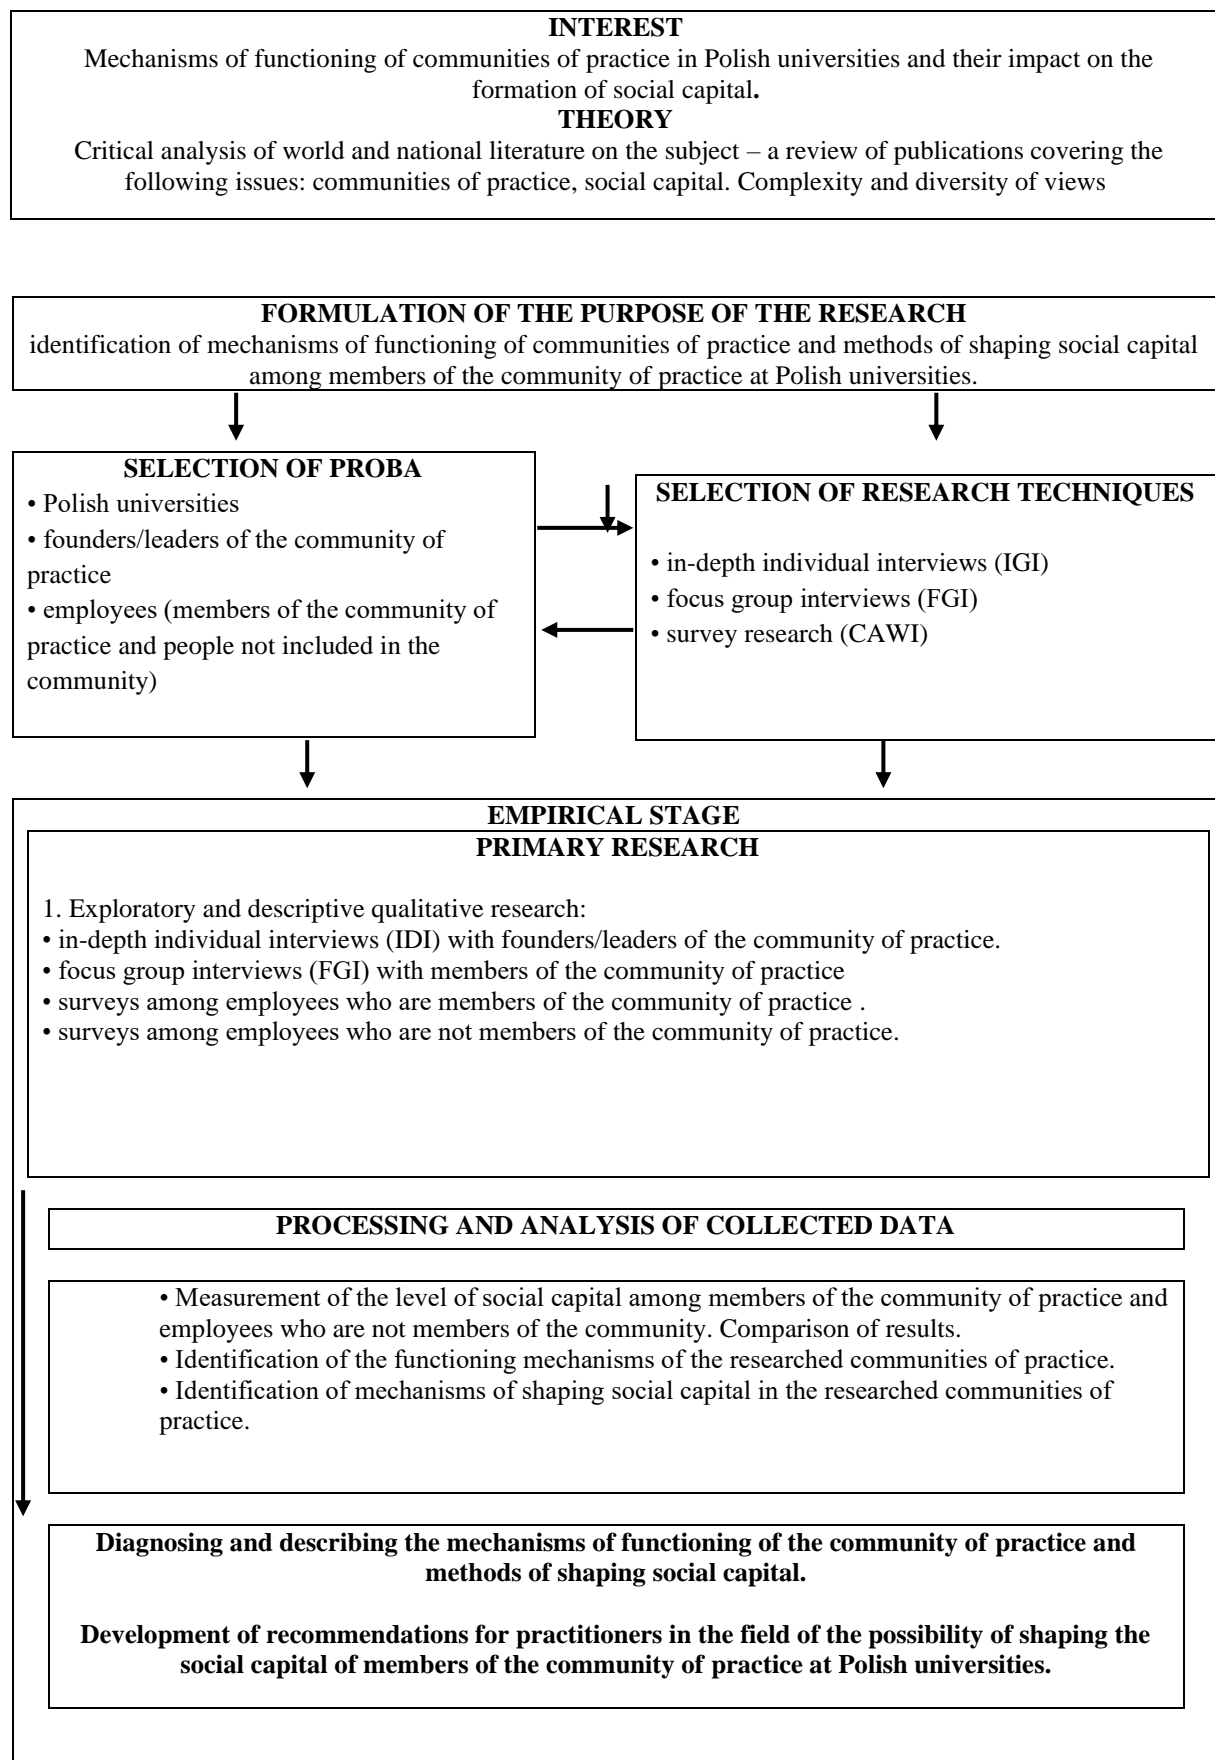 INTEREST
Mechanisms of functioning of communities of practice in Polish universities and their impact on the
formation of social capital.
THEORY
Critical analysis of world and national literature on the subject – a review of publications covering the
following issues: communities of practice, social capital. Complexity and diversity of views
FORMULATION OF THE PURPOSE OF THE RESEARCH
identification of mechanisms of functioning of communities of practice and methods of shaping social capital
among members of the community of practice at Polish universities.
SELECTION OF PROBA
• Polish universities
• founders/leaders of the community of
practice
• employees (members of the community of
practice and people not included in the
community)
SELECTION OF RESEARCH TECHNIQUES
• in-depth individual interviews (IGI)
• focus group interviews (FGI)
• survey research (CAWI)
EMPIRICAL STAGE
PRIMARY RESEARCH
1. Exploratory and descriptive qualitative research:
• in-depth individual interviews (IDI) with founders/leaders of the community of practice.
• focus group interviews (FGI) with members of the community of practice
• surveys among employees who are members of the community of practice .
• surveys among employees who are not members of the community of practice.
PROCESSING AND ANALYSIS OF COLLECTED DATA
• Measurement of the level of social capital among members of the community of practice and
employees who are not members of the community. Comparison of results.
• Identification of the functioning mechanisms of the researched communities of practice.
• Identification of mechanisms of shaping social capital in the researched communities of
practice.
Diagnosing and describing the mechanisms of functioning of the community of practice and
methods of shaping social capital.
Development of recommendations for practitioners in the field of the possibility of shaping the
social capital of members of the community of practice at Polish universities.